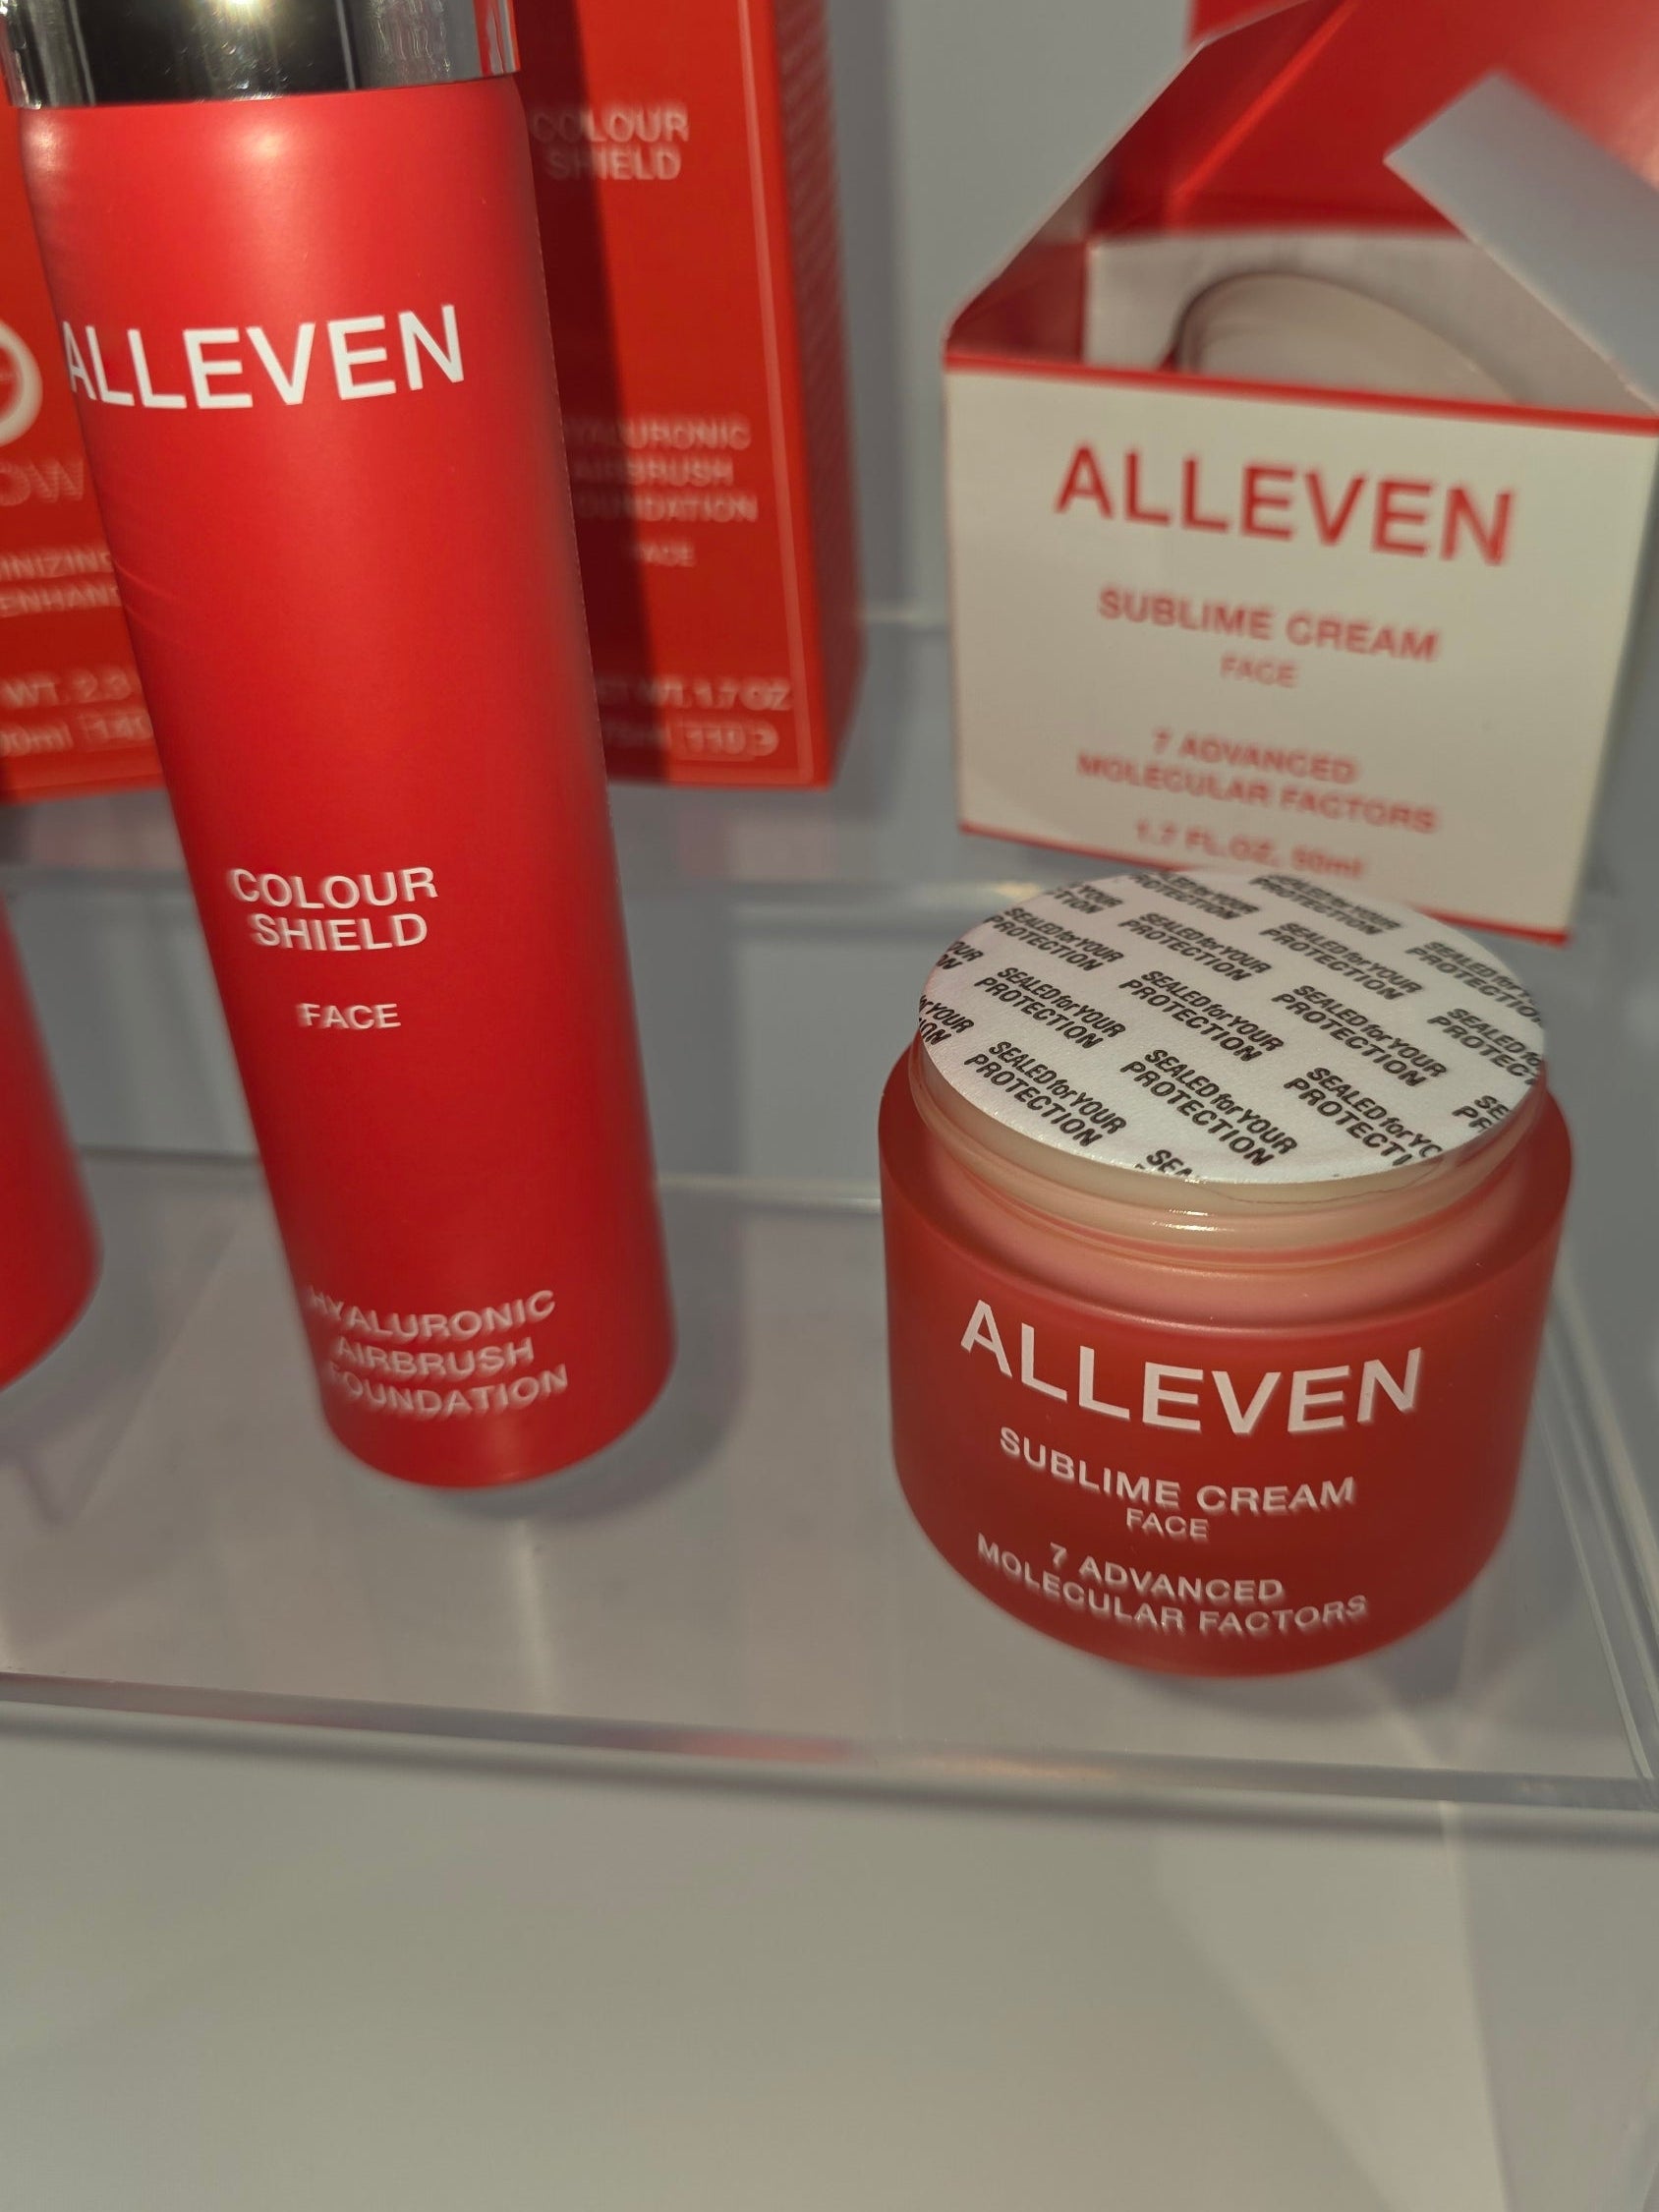 ALLEVEN
COLOUR
SHIELD
FACE
HYALURONIC
AIRBRUSH
FOUNDATION
COLOUR
SHIELD
HYALURONIC
AIRBRUSH
FOUNDATION
FACE
WT. 1.7 OZ
ALLEVEN
SUBLIME CREAM
FACE
7 ADVANCED
MOLECULAR FACTORS
1.7 FL.OZ, 50ml
SEALED for YOUR
PROTECTION
ALLEVEN
SUBLIME CREAM
FACE
7 ADVANCED
MOLECULAR FACTORS